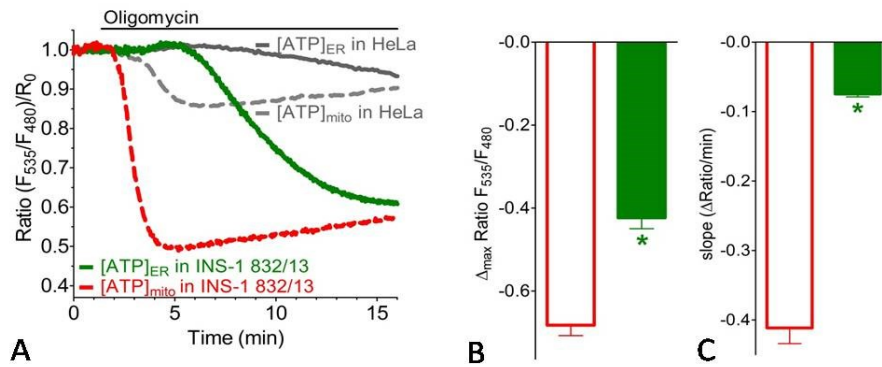 Oligomycin
1.0
0.9
0.8
0.7
0.6
0.5
0.4
Ratio (F535/F480)/R0
[ATP]ER in HeLa
[ATP]mito in HeLa
[ATP]ER in INS-1 832/13
[ATP]mito in INS-1 832/13
0 5 10 15
Time (min)
A
-0.0
-0.2
-0.4
-0.6
Δmax Ratio F535/F480
*
B
-0.0
-0.1
-0.2
-0.3
-0.4
slope (ΔRatio/min)
*
C